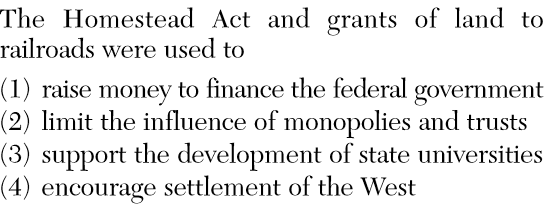 The Homestead Act and grants of land to
railroads were used to
(1) raise money to finance the federal government
(2) limit the influence of monopolies and trusts
(3) support the development of state universities
(4) encourage settlement of the West